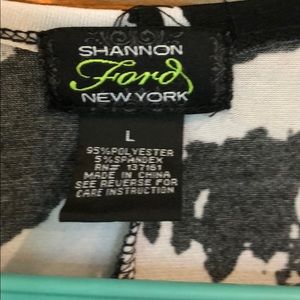 SHANNON
Ford
NEW YORK
L
95% POLYESTER
5% SPANDEX
RN# 137161
MADE IN CHINA
SEE REVERSE FOR
CARE INSTRUCTION